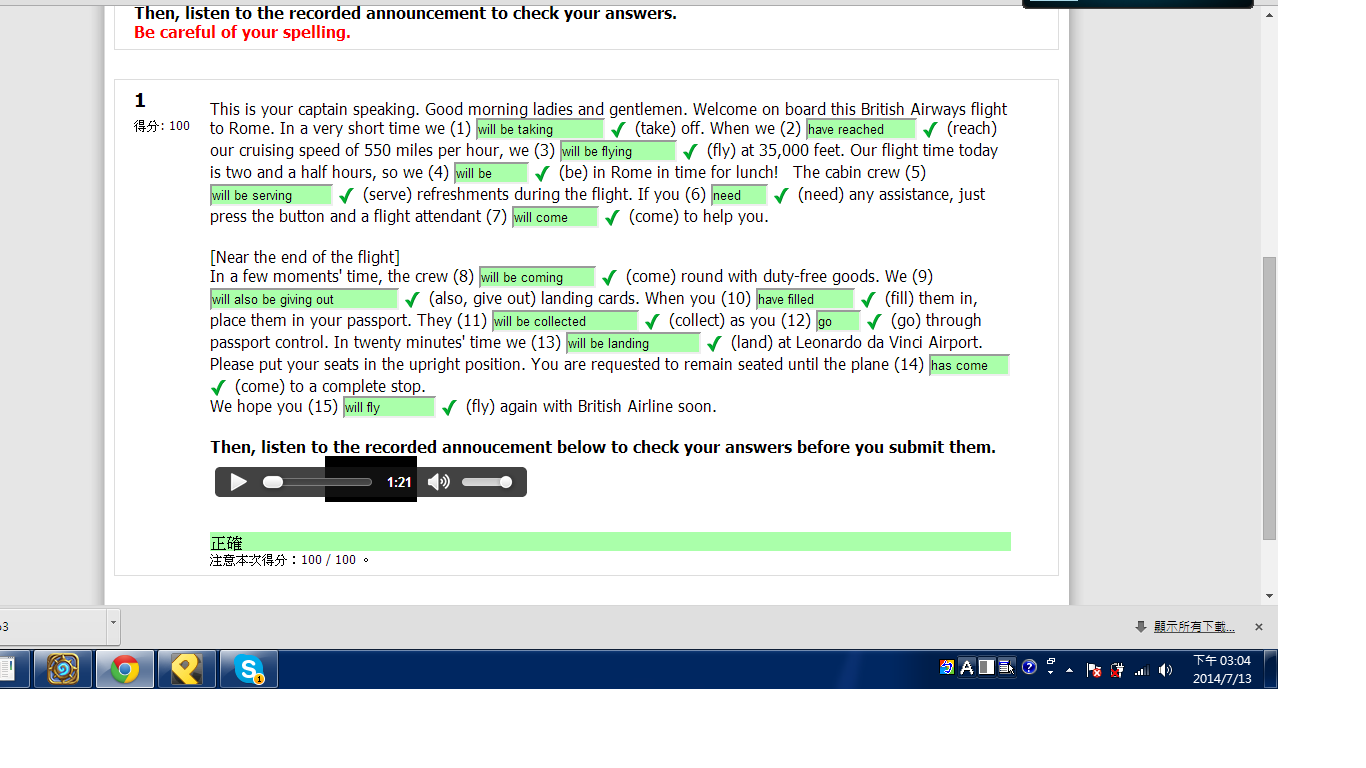 Then, listen to the recorded announcement to check your answers.
Be careful of your spelling.
1
得分: 100
This is your captain speaking. Good morning ladies and gentlemen. Welcome on board this British Airways flight
to Rome. In a very short time we (1) will be taking (take) off. When we (2) have reached (reach)
our cruising speed of 550 miles per hour, we (3) will be flying (fly) at 35,000 feet. Our flight time today
is two and a half hours, so we (4) will be (be) in Rome in time for lunch! The cabin crew (5)
will be serving (serve) refreshments during the flight. If you (6) need (need) any assistance, just
press the button and a flight attendant (7) will come (come) to help you.
[Near the end of the flight]
In a few moments' time, the crew (8) will be coming (come) round with duty-free goods. We (9)
will also be giving out (also, give out) landing cards. When you (10) have filled (fill) them in,
place them in your passport. They (11) will be collected (collect) as you (12) go (go) through
passport control. In twenty minutes' time we (13) will be landing (land) at Leonardo da Vinci Airport.
Please put your seats in the upright position. You are requested to remain seated until the plane (14) has come
(come) to a complete stop.
We hope you (15) will fly (fly) again with British Airline soon.
Then, listen to the recorded annoucement below to check your answers before you submit them.
1:21
正確
注意本次得分：100 / 100 。
顯示所有下載...
下午 03:04
2014/7/13